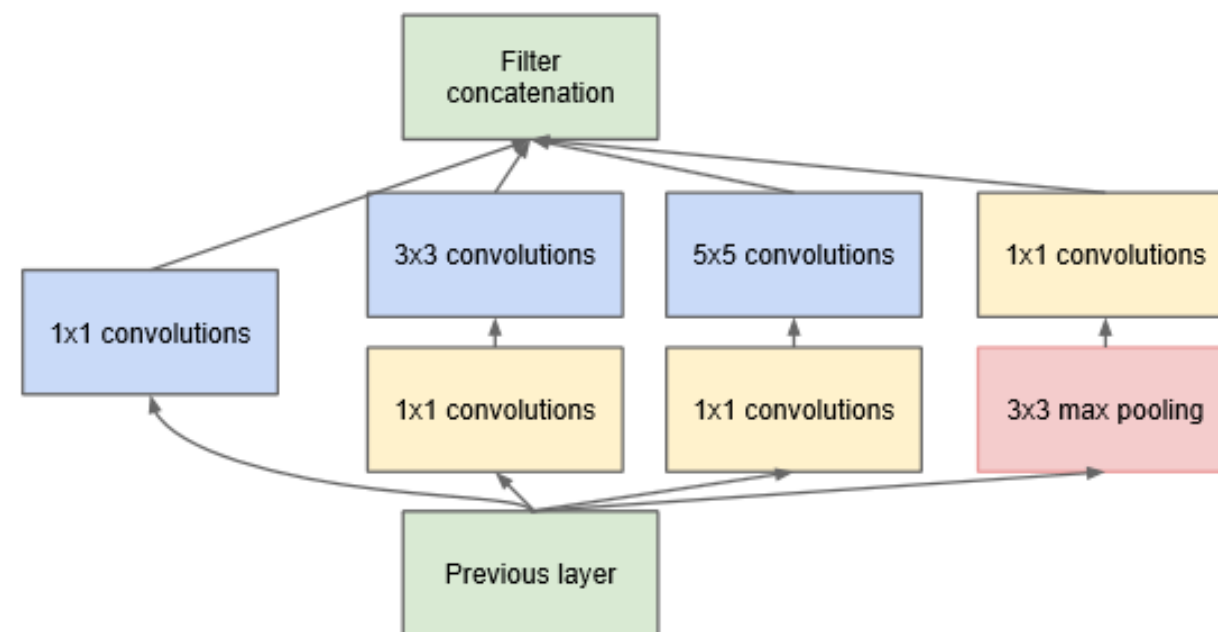 Filter
concatenation
3x3 convolutions
5x5 convolutions
1x1 convolutions
1x1 convolutions
1x1 convolutions
1x1 convolutions
3x3 max pooling
Previous layer